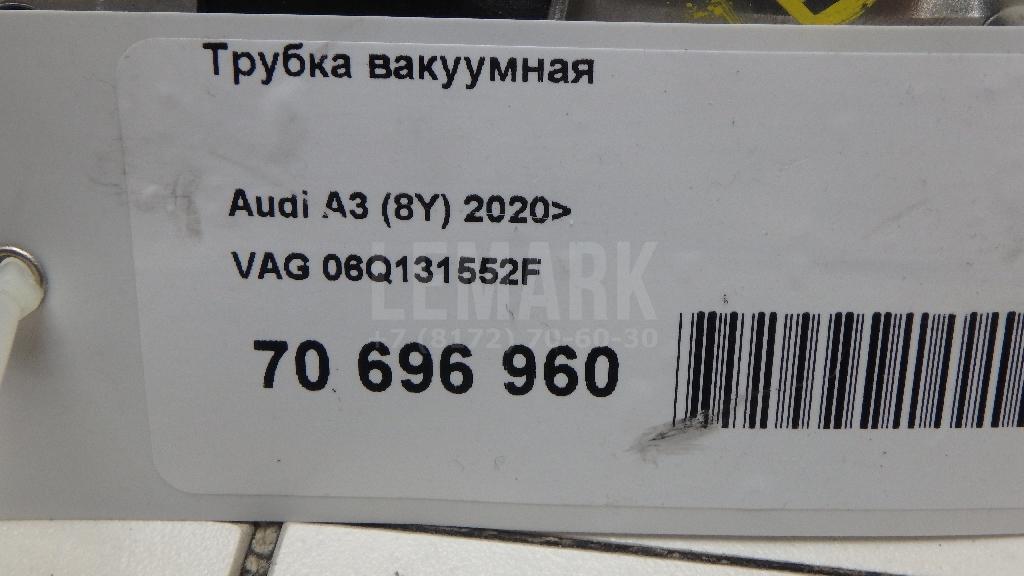 Трубка вакуумная
Audi A3 (8Y) 2020>
VAG 06Q131552F
LEMARK
+7 (8172) 70-60-30
70 696 960